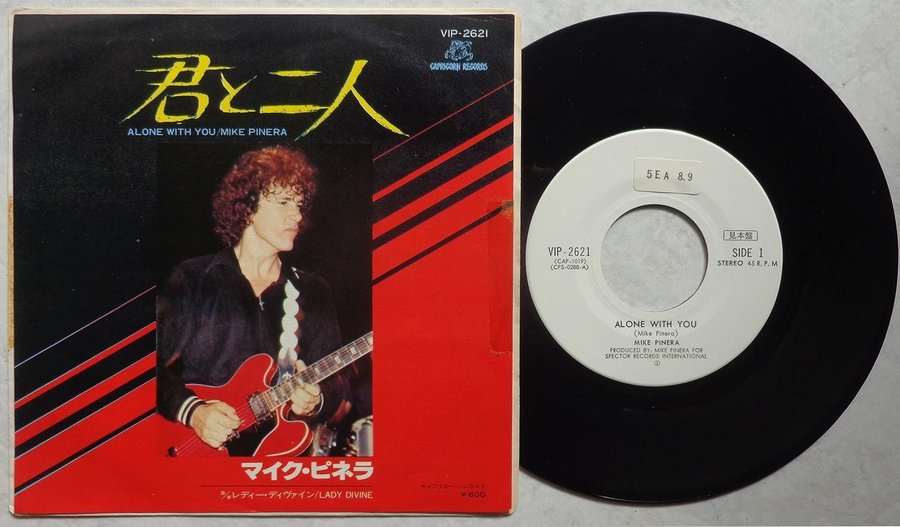 VIP-2621
CAPRICORN RECORDS
君と二人
ALONE WITH YOU/MIKE PINERA
マイク・ピネラ
B/W レディー・ディヴァイン/LADY DIVINE
キャプリコーン・レコード
¥600
5EA 8.9
見本盤
VIP-2621
SIDE 1
(CAP-1019)
STEREO 45 R.P.M
(CPS-0288-A)
ALONE WITH YOU
(Mike Pinera)
MIKE PINERA
PRODUCED BY: MIKE PINERA FOR
SPECTOR RECORDS INTERNATIONAL